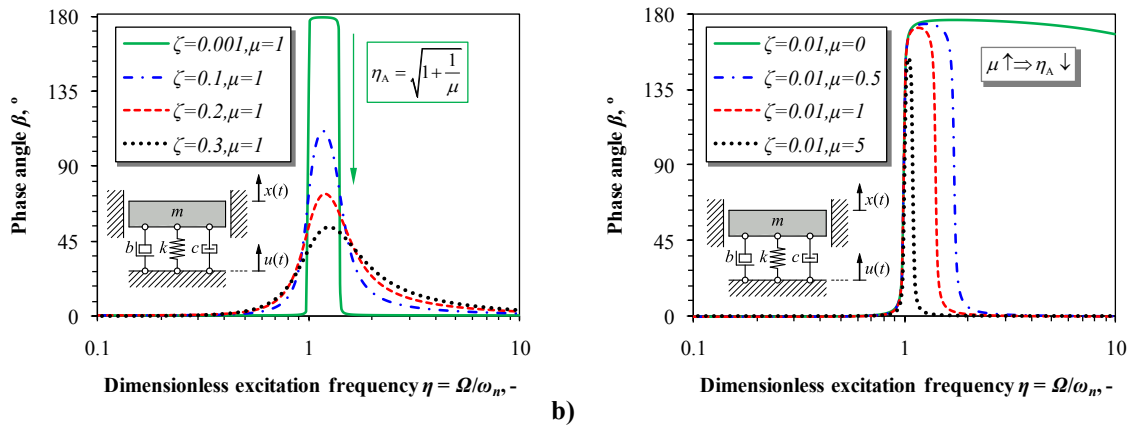 180
135
90
45
0
0.1
1
10
Phase angle β, º
Dimensionless excitation frequency η = Ω/ωn, -
ζ=0.001,μ=1
ζ=0.1,μ=1
ζ=0.2,μ=1
ζ=0.3,μ=1
ηA = √(1+1/μ)
x(t)
m
b
k
c
u(t)
b)
180
135
90
45
0
0.1
1
10
Phase angle β, º
Dimensionless excitation frequency η = Ω/ωn, -
ζ=0.01,μ=0
ζ=0.01,μ=0.5
ζ=0.01,μ=1
ζ=0.01,μ=5
μ↑⇒ηA↓
x(t)
m
b
k
c
u(t)